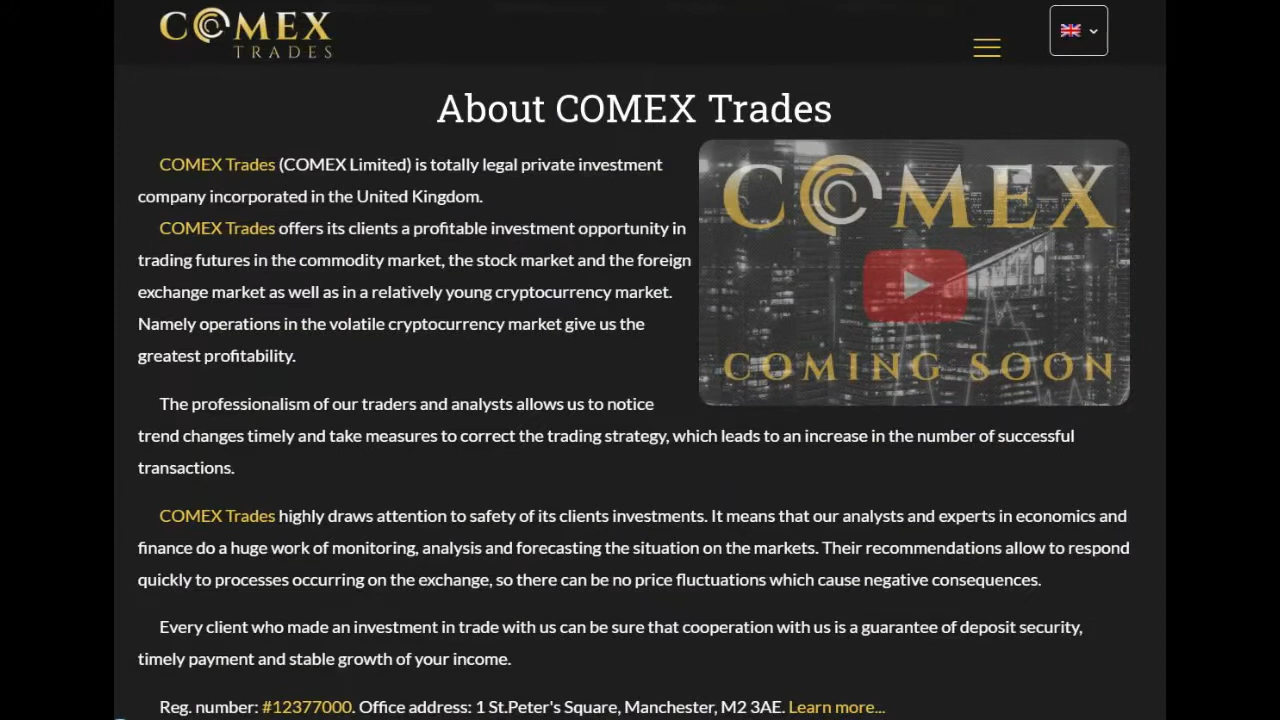 COMEX
TRADES
About COMEX Trades
COMEX Trades (COMEX Limited) is totally legal private investment
company incorporated in the United Kingdom.
COMEX Trades offers its clients a profitable investment opportunity in
trading futures in the commodity market, the stock market and the foreign
exchange market as well as in a relatively young cryptocurrency market.
Namely operations in the volatile cryptocurrency market give us the
greatest profitability.
COMEX
COMING SOON
The professionalism of our traders and analysts allows us to notice
trend changes timely and take measures to correct the trading strategy, which leads to an increase in the number of successful
transactions.
COMEX Trades highly draws attention to safety of its clients investments. It means that our analysts and experts in economics and
finance do a huge work of monitoring, analysis and forecasting the situation on the markets. Their recommendations allow to respond
quickly to processes occurring on the exchange, so there can be no price fluctuations which cause negative consequences.
Every client who made an investment in trade with us can be sure that cooperation with us is a guarantee of deposit security,
timely payment and stable growth of your income.
Reg. number: #12377000. Office address: 1 St.Peter's Square, Manchester, M2 3AE. Learn more...